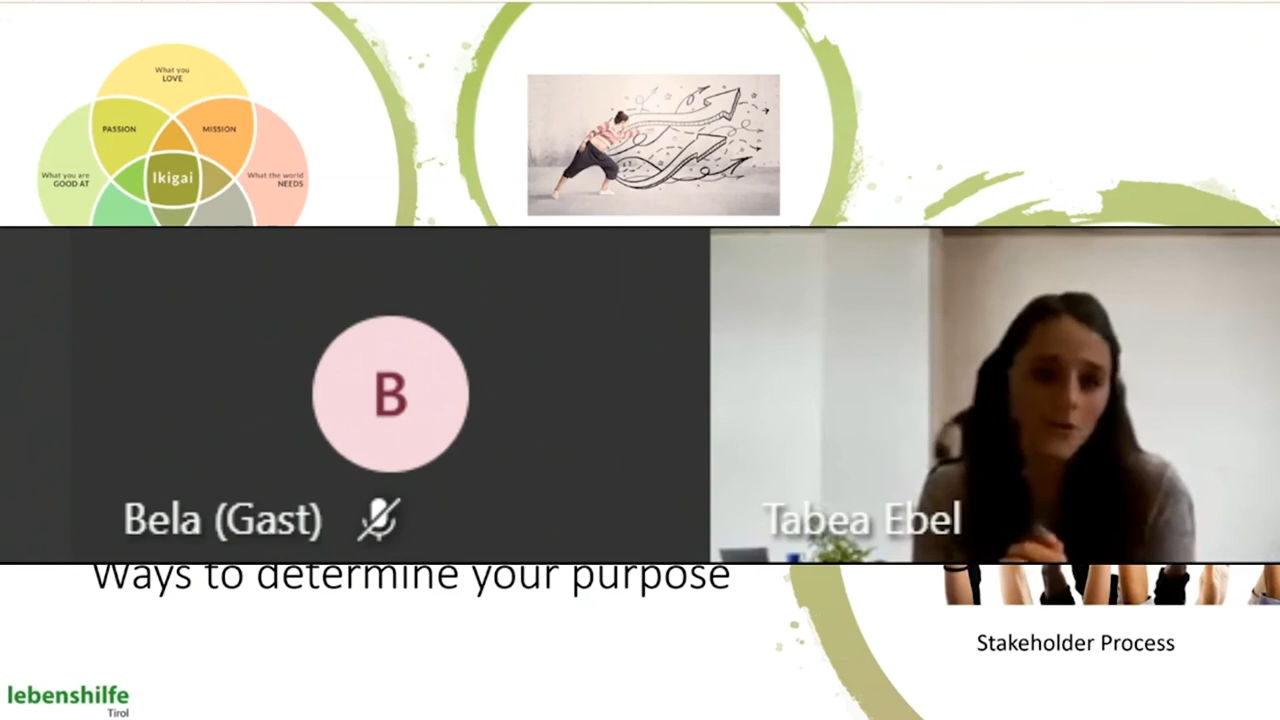 What you
LOVE
PASSION
MISSION
What you are
GOOD AT
Ikigai
What the world
NEEDS
B
Bela (Gast)
Tabea Ebel
Ways to determine your purpose
Stakeholder Process
lebenshilfe
Tirol